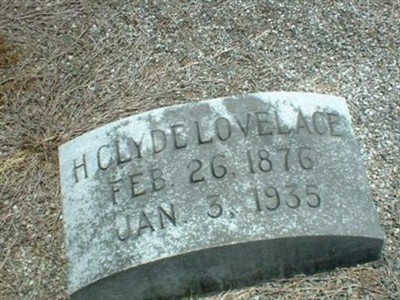 H CLYDE LOVELACE
FEB. 26. 1876
JAN. 3. 1935